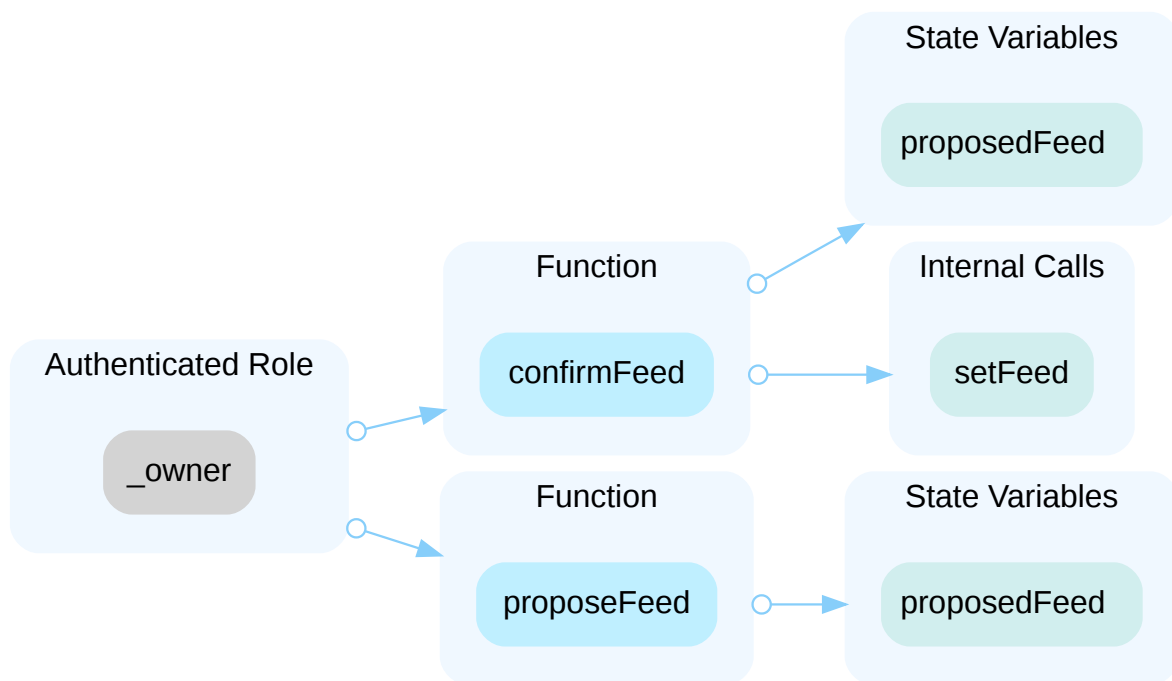 State Variables
proposedFeed
Function
confirmFeed
Internal Calls
setFeed
Authenticated Role
_owner
Function
proposeFeed
State Variables
proposedFeed